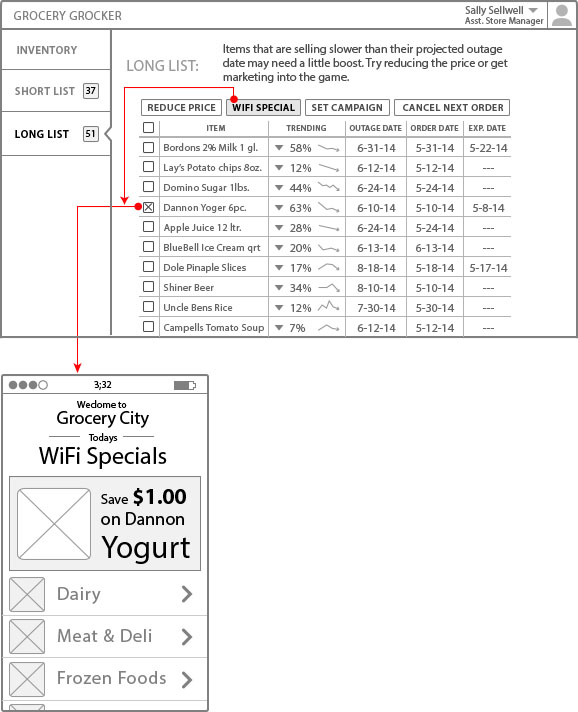 GROCERY GROCKER
Sally Sellwell
Asst. Store Manager
INVENTORY
SHORT LIST 37
LONG LIST 51
LONG LIST:
Items that are selling slower than their projected outage
date may need a little boost. Try reducing the price or get
marketing into the game.
REDUCE PRICE WIFI SPECIAL SET CAMPAIGN CANCEL NEXT ORDER
ITEM TRENDING OUTAGE DATE ORDER DATE EXP. DATE
Bordons 2% Milk 1 gl. 58% 6-31-14 5-31-14 5-22-14
Lay's Potato chips 8oz. 12% 6-12-14 5-12-14 ---
Domino Sugar 1lbs. 44% 6-24-14 5-24-14 ---
Dannon Yoger 6pc. 63% 6-10-14 5-10-14 5-8-14
Apple Juice 12 ltr. 28% 6-24-14 5-24-14 ---
BlueBell Ice Cream qrt 20% 6-13-14 6-13-14 ---
Dole Pinaple Slices 17% 8-18-14 5-18-14 5-17-14
Shiner Beer 34% 8-10-14 5-10-14 ---
Uncle Bens Rice 12% 7-30-14 5-30-14 ---
Campells Tomato Soup 7% 6-12-14 5-12-14 ---
3;32
Weclome to
Grocery City
Todays
WiFi Specials
Save $1.00
on Dannon
Yogurt
Dairy
Meat & Deli
Frozen Foods